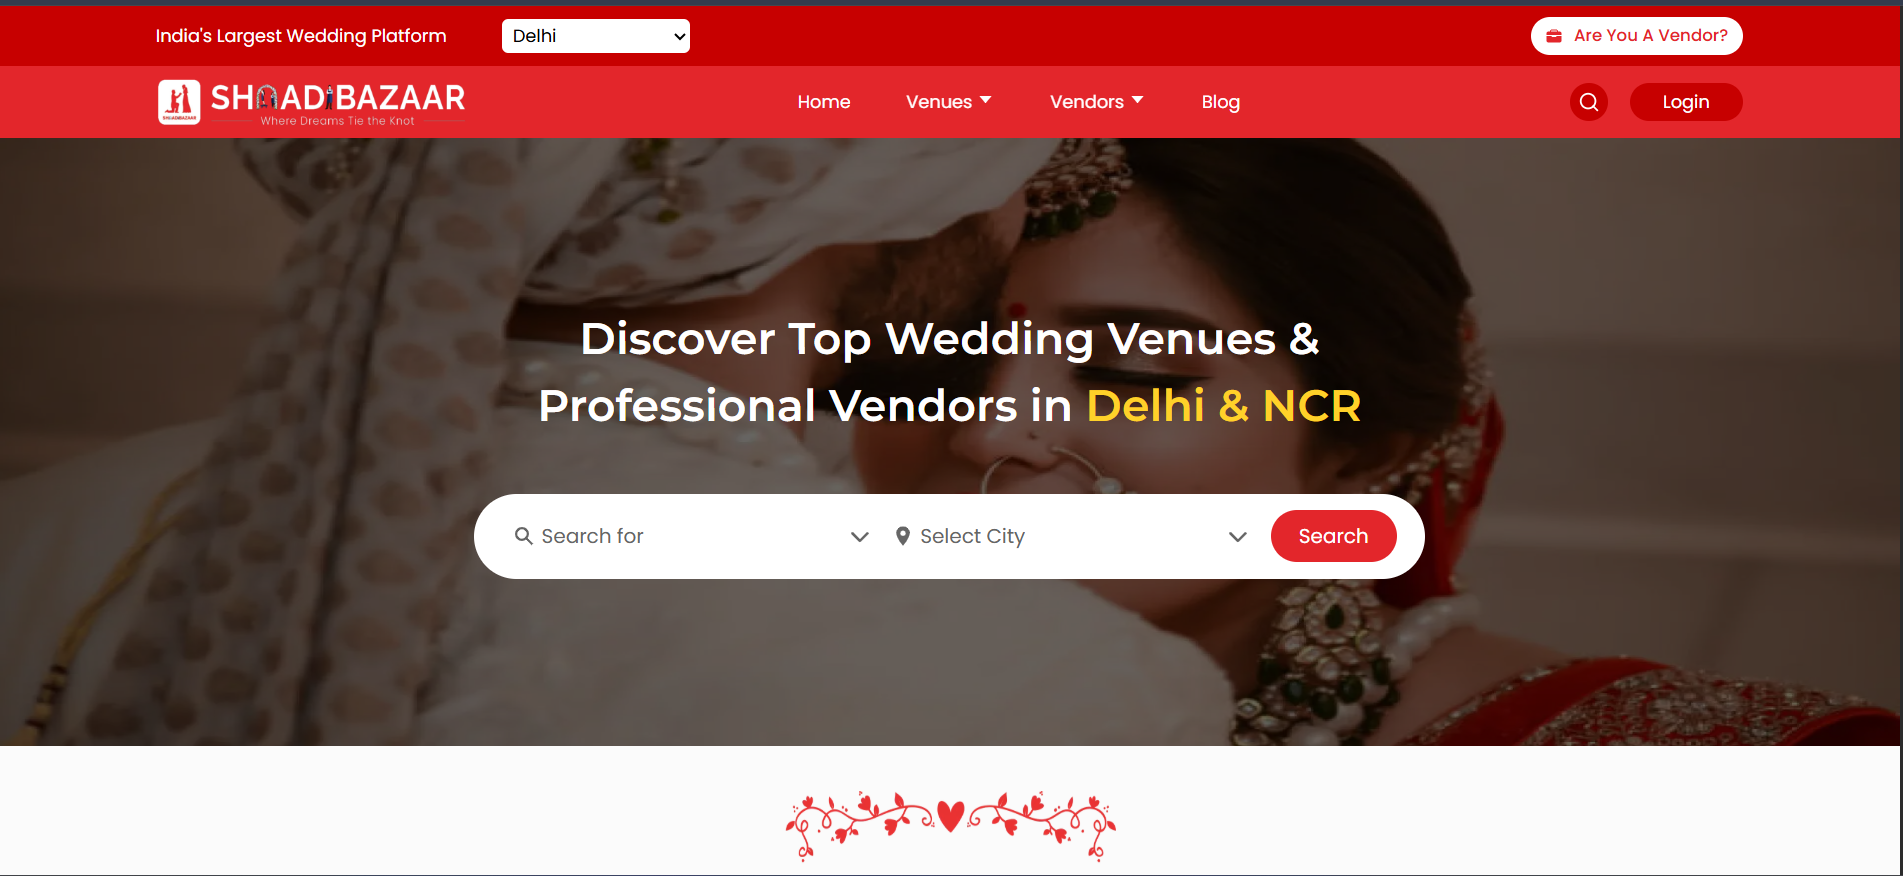 India's Largest Wedding Platform
Delhi
Are You A Vendor?
SHAADIBAZAAR
SHAADIBAZAAR
Where Dreams Tie the Knot
Home
Venues
Vendors
Blog
Login
Discover Top Wedding Venues &
Professional Vendors in Delhi & NCR
Search for
Select City
Search